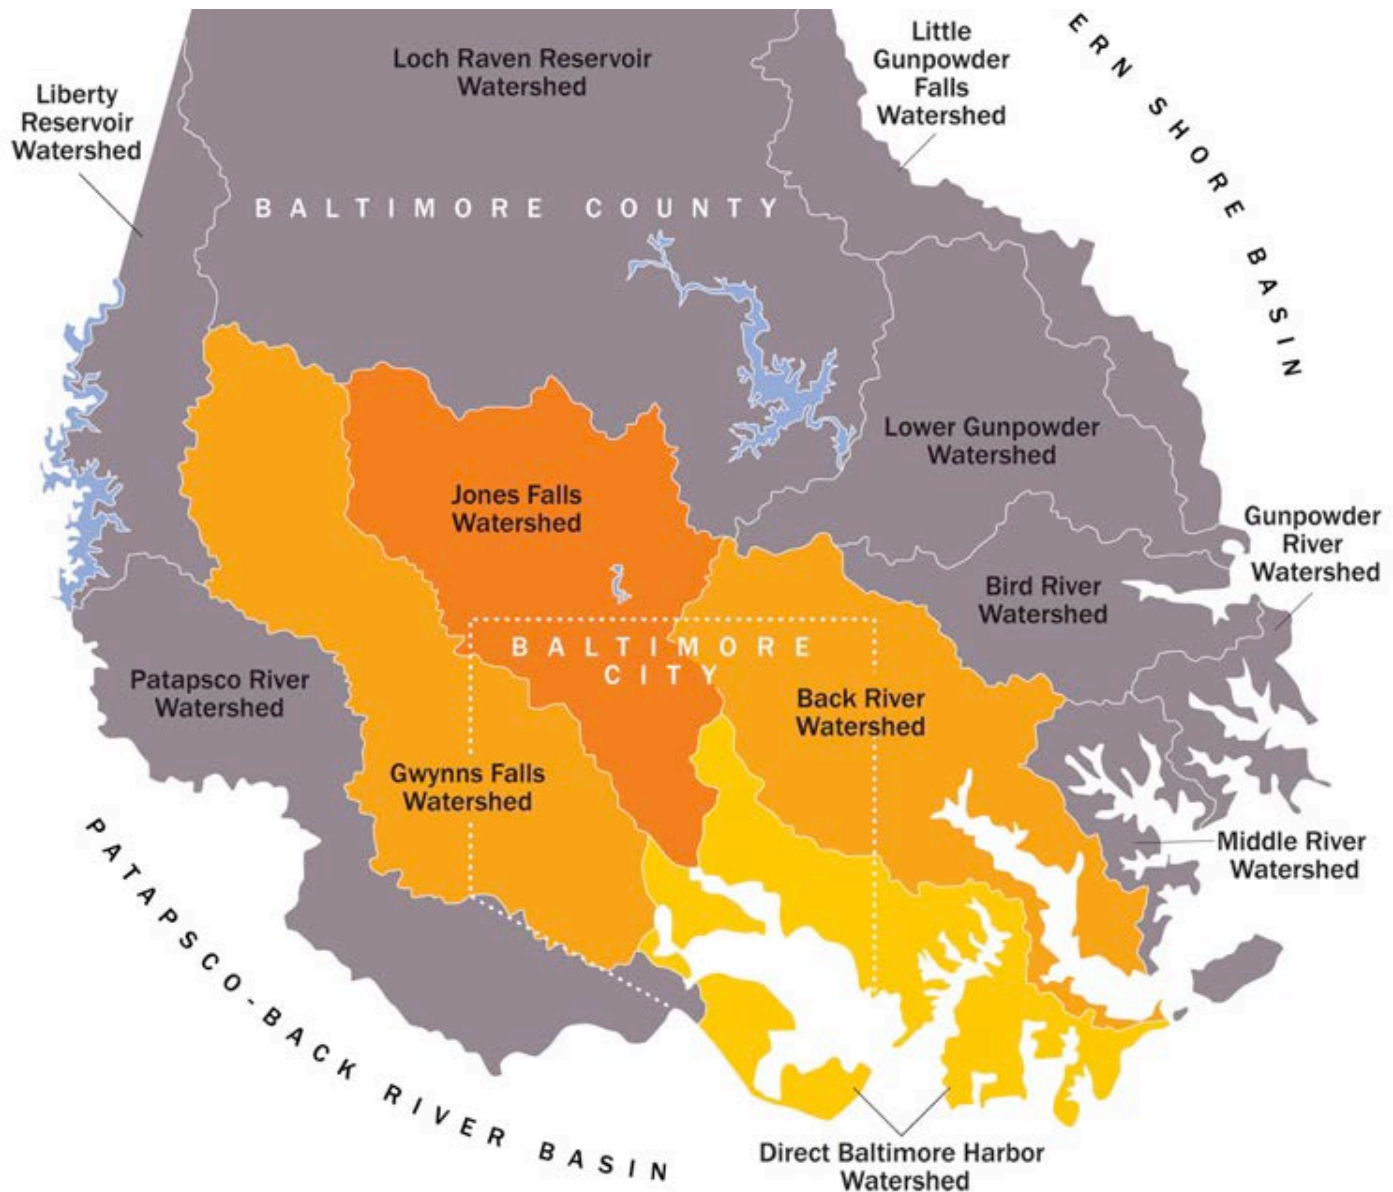 Loch Raven Reservoir
Watershed
Little
Gunpowder
Falls
Watershed
ERN SHORE BASIN
Liberty
Reservoir
Watershed
BALTIMORE COUNTY
Lower Gunpowder
Watershed
Jones Falls
Watershed
Gunpowder
River
Watershed
Bird River
Watershed
BALTIMORE
CITY
Patapsco River
Watershed
Back River
Watershed
Gwynns Falls
Watershed
Middle River
Watershed
PATAPSCO-BACK RIVER BASIN
Direct Baltimore Harbor
Watershed